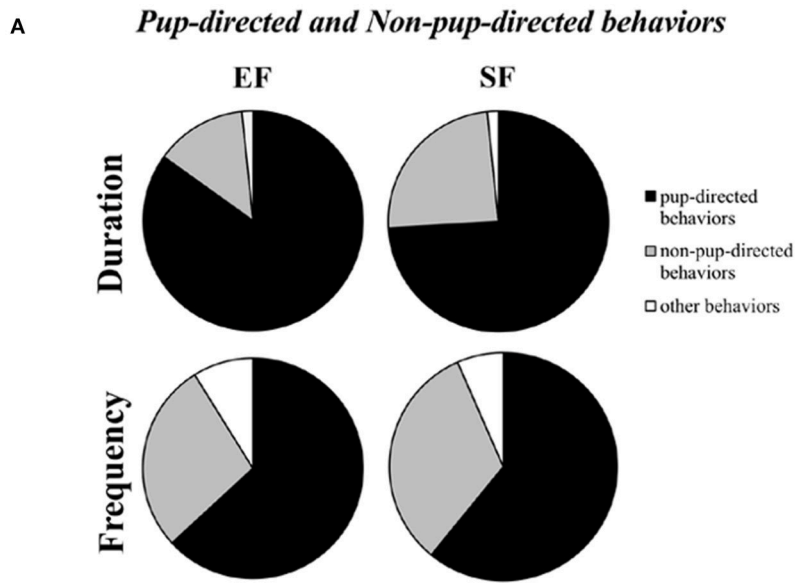 A
Pup-directed and Non-pup-directed behaviors
EF
SF
Duration
pup-directed
behaviors
non-pup-directed
behaviors
other behaviors
Frequency